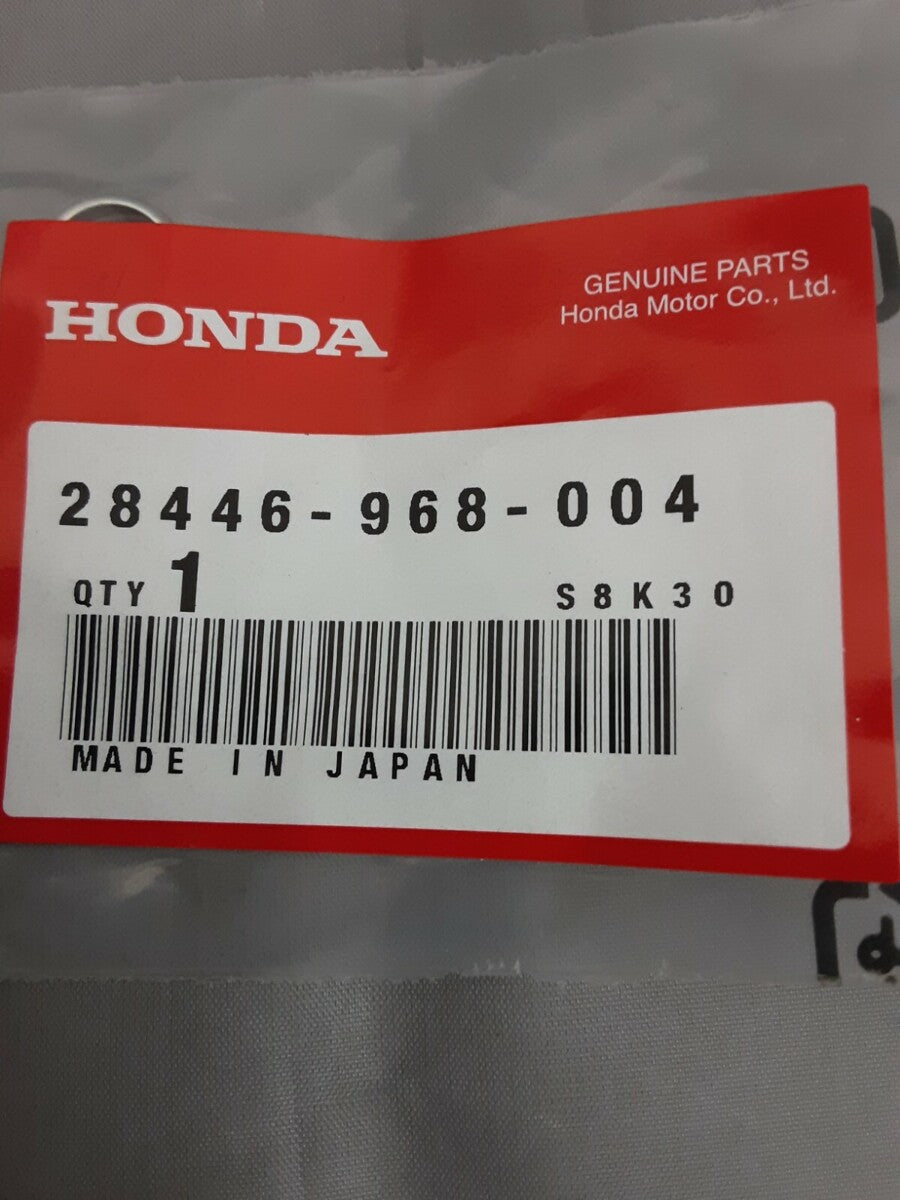 HONDA
GENUINE PARTS
Honda Motor Co., Ltd.
28446-968-004
QTY 1
S8K30
MADE IN JAPAN